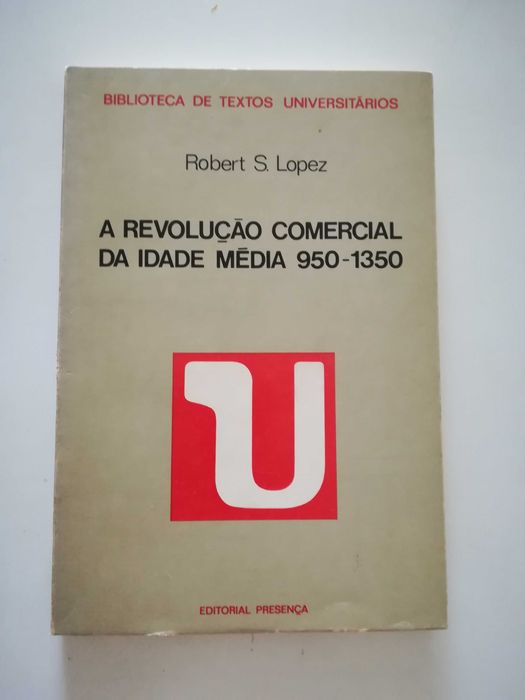 BIBLIOTECA DE TEXTOS UNIVERSITÁRIOS
Robert S. Lopez
A REVOLUÇÃO COMERCIAL
DA IDADE MÉDIA 950-1350
U
EDITORIAL PRESENÇA